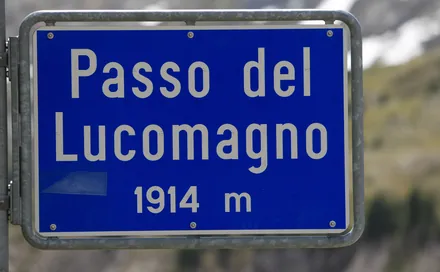 Passo del
Lucomagno
1914 m